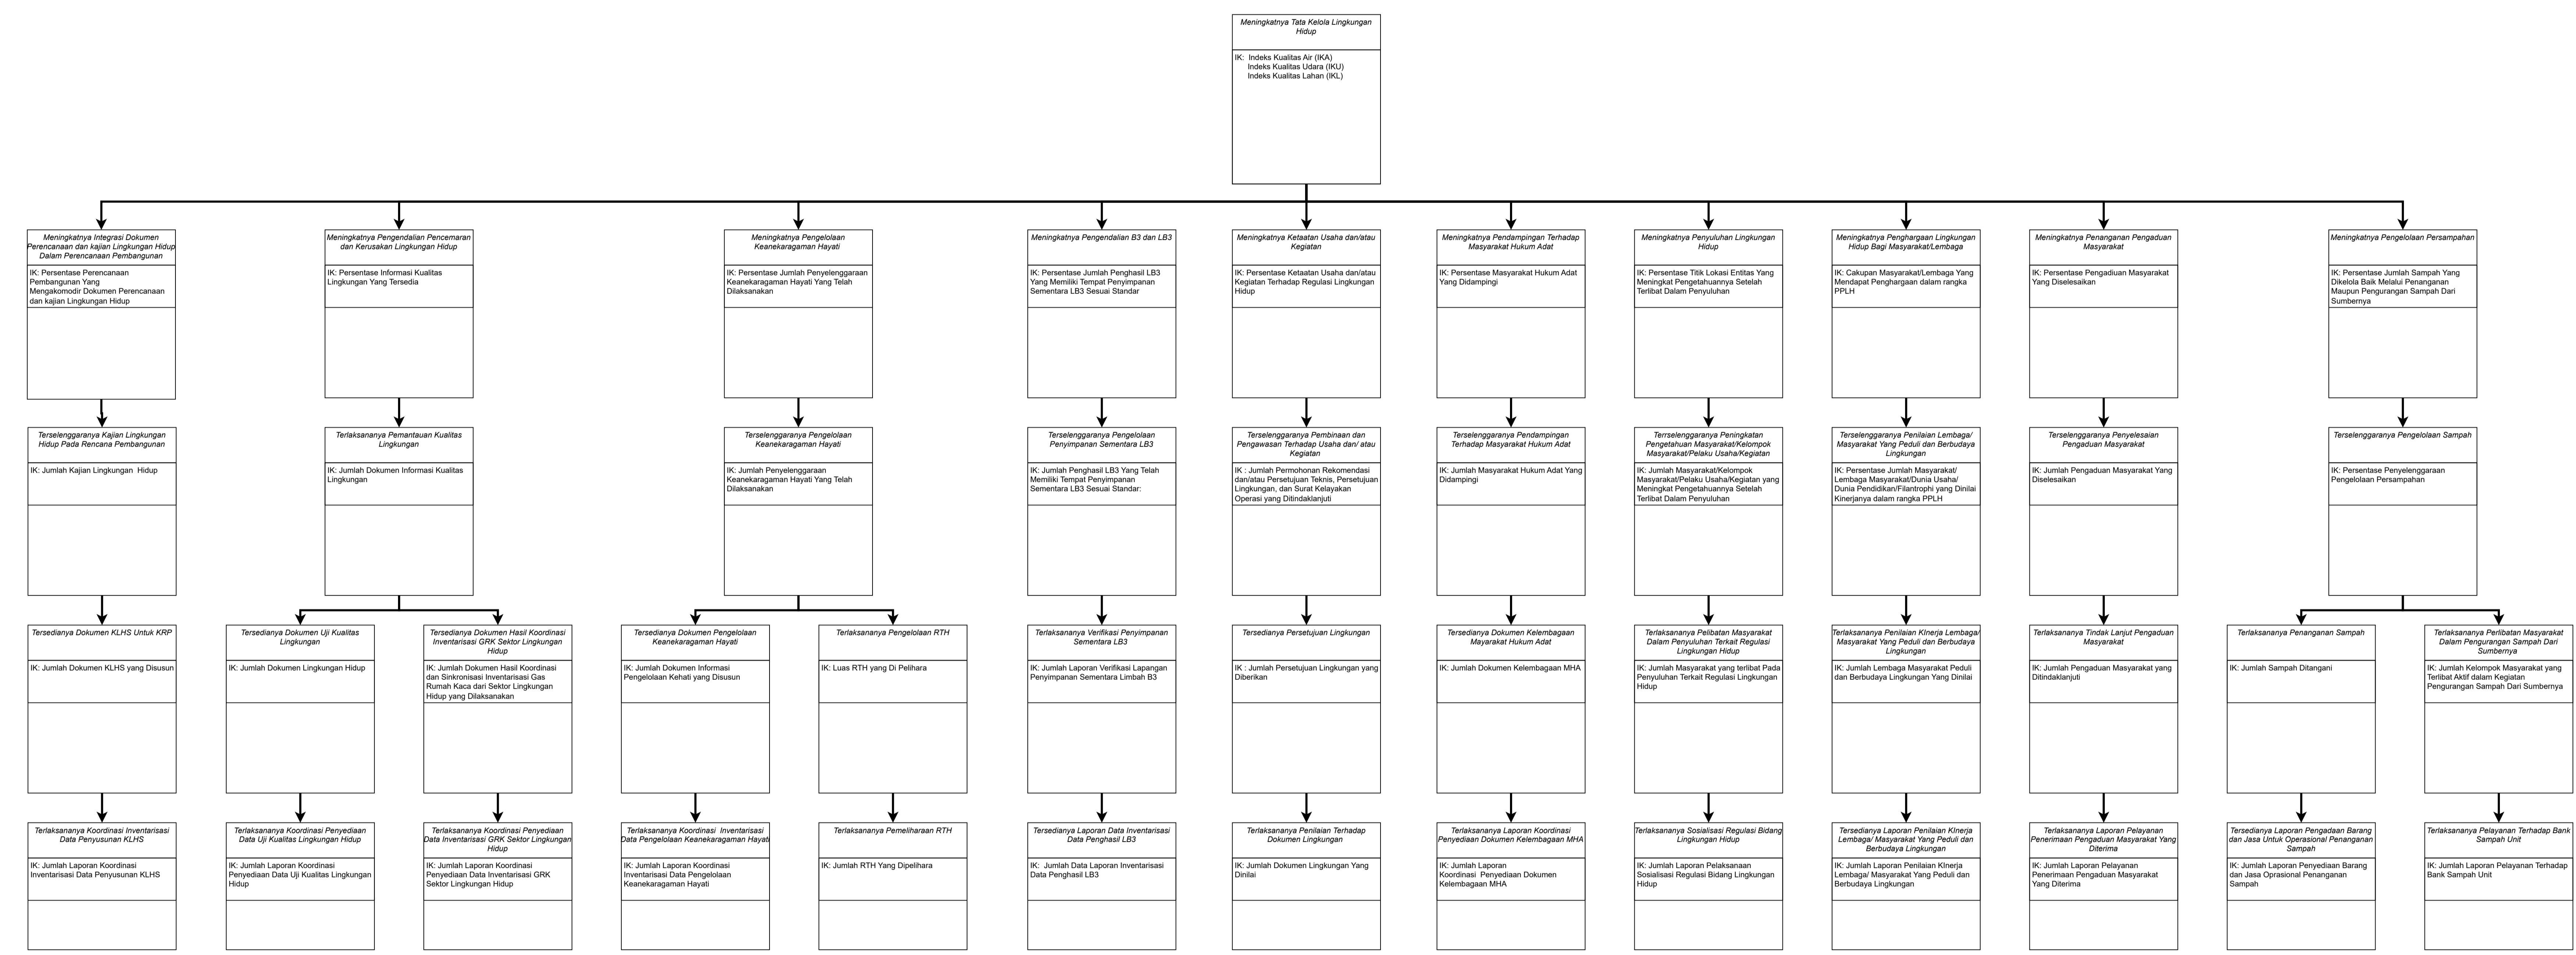 Meningkatnya Tata Kelola Lingkungan
Hidup
IK:  Indeks Kualitas Air (IKA)
Indeks Kualitas Udara (IKU)
Indeks Kualitas Lahan (IKL)
Meningkatnya Integrasi Dokumen
Perencanaan dan kajian Lingkungan Hidup
Dalam Perencanaan Pembangunan
IK: Persentase Perencanaan
Pembangunan Yang
Mengakomodir Dokumen Perencanaan
dan kajian Lingkungan Hidup
Meningkatnya Pengendalian Pencemaran
dan Kerusakan Lingkungan Hidup
IK: Persentase Informasi Kualitas
Lingkungan Yang Tersedia
Meningkatnya Pengelolaan
Keanekaragaman Hayati
IK: Persentase Jumlah Penyelenggaraan
Keanekaragaman Hayati Yang Telah
Dilaksanakan
Meningkatnya Pengendalian B3 dan LB3
IK: Persentase Jumlah Penghasil LB3
Yang Memiliki Tempat Penyimpanan
Sementara LB3 Sesuai Standar
Meningkatnya Ketaatan Usaha dan/atau
Kegiatan
IK: Persentase Ketaatan Usaha dan/atau
Kegiatan Terhadap Regulasi Lingkungan
Hidup
Meningkatnya Pendampingan Terhadap
Masyarakat Hukum Adat
IK: Persentase Masyarakat Hukum Adat
Yang Didampingi
Meningkatnya Penyuluhan Lingkungan
Hidup
IK: Persentase Titik Lokasi Entitas Yang
Meningkat Pengetahuannya Setelah
Terlibat Dalam Penyuluhan
Meningkatnya Penghargaan Lingkungan
Hidup Bagi Masyarakat/Lembaga
IK: Cakupan Masyarakat/Lembaga Yang
Mendapat Penghargaan dalam rangka
PPLH
Meningkatnya Penanganan Pengaduan
Masyarakat
IK: Persentase Pengadiuan Masyarakat
Yang Diselesaikan
Meningkatnya Pengelolaan Persampahan
IK: Persentase Jumlah Sampah Yang
Dikelola Baik Melalui Penanganan
Maupun Pengurangan Sampah Dari
Sumbernya
Terselenggaranya Kajian Lingkungan
Hidup Pada Rencana Pembangunan
IK: Jumlah Kajian Lingkungan  Hidup
Terlaksananya Pemantauan Kualitas
Lingkungan
IK: Jumlah Dokumen Informasi Kualitas
Lingkungan
Terselenggaranya Pengelolaan
Keanekaragaman Hayati
IK: Jumlah Penyelenggaraan
Keanekaragaman Hayati Yang Telah
Dilaksanakan
Terselenggaranya Pengelolaan
Penyimpanan Sementara LB3
IK: Jumlah Penghasil LB3 Yang Telah
Memiliki Tempat Penyimpanan
Sementara LB3 Sesuai Standar:
Terselenggaranya Pembinaan dan
Pengawasan Terhadap Usaha dan/ atau
Kegiatan
IK : Jumlah Permohonan Rekomendasi
dan/atau Persetujuan Teknis, Persetujuan
Lingkungan, dan Surat Kelayakan
Operasi yang Ditindaklanjuti
Terselenggaranya Pendampingan
Terhadap Masyarakat Hukum Adat
IK: Jumlah Masyarakat Hukum Adat Yang
Didampingi
Terrselenggaranya Peningkatan
Pengetahuan Masyarakat/Kelompok
Masyarakat/Pelaku Usaha/Kegiatan
IK: Jumlah Masyarakat/Kelompok
Masyarakat/Pelaku Usaha/Kegiatan yang
Meningkat Pengetahuannya Setelah
Terlibat Dalam Penyuluhan
Terselenggaranya Penilaian Lembaga/
Masyarakat Yang Peduli dan Berbudaya
Lingkungan
IK: Persentase Jumlah Masyarakat/
Lembaga Masyarakat/Dunia Usaha/
Dunia Pendidikan/Filantrophi yang Dinilai
Kinerjanya dalam rangka PPLH
Terselenggaranya Penyelesaian
Pengaduan Masyarakat
IK: Jumlah Pengaduan Masyarakat Yang
Diselesaikan
Terselenggaranya Pengelolaan Sampah
IK: Persentase Penyelenggaraan
Pengelolaan Persampahan
Tersedianya Dokumen KLHS Untuk KRP
IK: Jumlah Dokumen KLHS yang Disusun
Tersedianya Dokumen Uji Kualitas
Lingkungan
IK: Jumlah Dokumen Lingkungan Hidup
Tersedianya Dokumen Hasil Koordinasi
Inventarisasi GRK Sektor Lingkungan
Hidup
IK: Jumlah Dokumen Hasil Koordinasi
dan Sinkronisasi Inventarisasi Gas
Rumah Kaca dari Sektor Lingkungan
Hidup yang Dilaksanakan
Tersedianya Dokumen Pengelolaan
Keanekaragaman Hayati
IK: Jumlah Dokumen Informasi
Pengelolaan Kehati yang Disusun
Terlaksananya Pengelolaan RTH
IK: Luas RTH yang Di Pelihara
Terlaksananya Verifikasi Penyimpanan
Sementara LB3
IK: Jumlah Laporan Verifikasi Lapangan
Penyimpanan Sementara Limbah B3
Tersedianya Persetujuan Lingkungan
IK : Jumlah Persetujuan Lingkungan yang
Diberikan
Tersedianya Dokumen Kelembagaan
Mayarakat Hukum Adat
IK: Jumlah Dokumen Kelembagaan MHA
Terlaksananya Pelibatan Masyarakat
Dalam Penyuluhan Terkait Regulasi
Lingkungan Hidup
IK: Jumlah Masyarakat yang terlibat Pada
Penyuluhan Terkait Regulasi Lingkungan
Hidup
Terlaksananya Penilaian KInerja Lembaga/
Masyarakat Yang Peduli dan Berbudaya
Lingkungan
IK: Jumlah Lembaga Masyarakat Peduli
dan Berbudaya Lingkungan Yang Dinilai
Terlaksananya Tindak Lanjut Pengaduan
Masyarakat
IK: Jumlah Pengaduan Masyarakat yang
Ditindaklanjuti
Terlaksananya Penanganan Sampah
IK: Jumlah Sampah Ditangani
Terlaksananya Perlibatan Masyarakat
Dalam Pengurangan Sampah Dari
Sumbernya
IK: Jumlah Kelompok Masyarakat yang
Terlibat Aktif dalam Kegiatan
Pengurangan Sampah Dari Sumbernya
Terlaksananya Koordinasi Inventarisasi
Data Penyusunan KLHS
IK: Jumlah Laporan Koordinasi
Inventarisasi Data Penyusunan KLHS
Terlaksananya Koordinasi Penyediaan
Data Uji Kualitas Lingkungan Hidup
IK: Jumlah Laporan Koordinasi
Penyediaan Data Uji Kualitas Lingkungan
Hidup
Terlaksananya Koordinasi Penyediaan
Data Inventarisasi GRK Sektor Lingkungan
Hidup
IK: Jumlah Laporan Koordinasi
Penyediaan Data Inventarisasi GRK
Sektor Lingkungan Hidup
Terlaksananya Koordinasi  Inventarisasi
Data Pengelolaan Keanekaragaman Hayati
IK: Jumlah Laporan Koordinasi
Inventarisasi Data Pengelolaan
Keanekaragaman Hayati
Terlaksananya Pemeliharaan RTH
IK: Jumlah RTH Yang Dipelihara
Tersedianya Laporan Data Inventarisasi
Data Penghasil LB3
IK:  Jumlah Data Laporan Inventarisasi
Data Penghasil LB3
Terlaksananya Penilaian Terhadap
Dokumen Lingkungan
IK: Jumlah Dokumen Lingkungan Yang
Dinilai
Terlaksananya Laporan Koordinasi
Penyediaan Dokumen Kelembagaan MHA
IK: Jumlah Laporan
Koordinasi  Penyediaan Dokumen
Kelembagaan MHA
Terlaksananya Sosialisasi Regulasi Bidang
Lingkungan Hidup
IK: Jumlah Laporan Pelaksanaan
Sosialisasi Regulasi Bidang Lingkungan
Hidup
Tersedianya Laporan Penilaian KInerja
Lembaga/ Masyarakat Yang Peduli dan
Berbudaya Lingkungan
IK: Jumlah Laporan Penilaian KInerja
Lembaga/ Masyarakat Yang Peduli dan
Berbudaya Lingkungan
Terlaksananya Laporan Pelayanan
Penerimaan Pengaduan Masyarakat Yang
Diterima
IK: Jumlah Laporan Pelayanan
Penerimaan Pengaduan Masyarakat
Yang Diterima
Tersedianya Laporan Pengadaan Barang
dan Jasa Untuk Operasional Penanganan
Sampah
IK: Jumlah Laporan Penyediaan Barang
dan Jasa Oprasional Penanganan
Sampah
Terlaksananya Pelayanan Terhadap Bank
Sampah Unit
IK: Jumlah Laporan Pelayanan Terhadap
Bank Sampah Unit